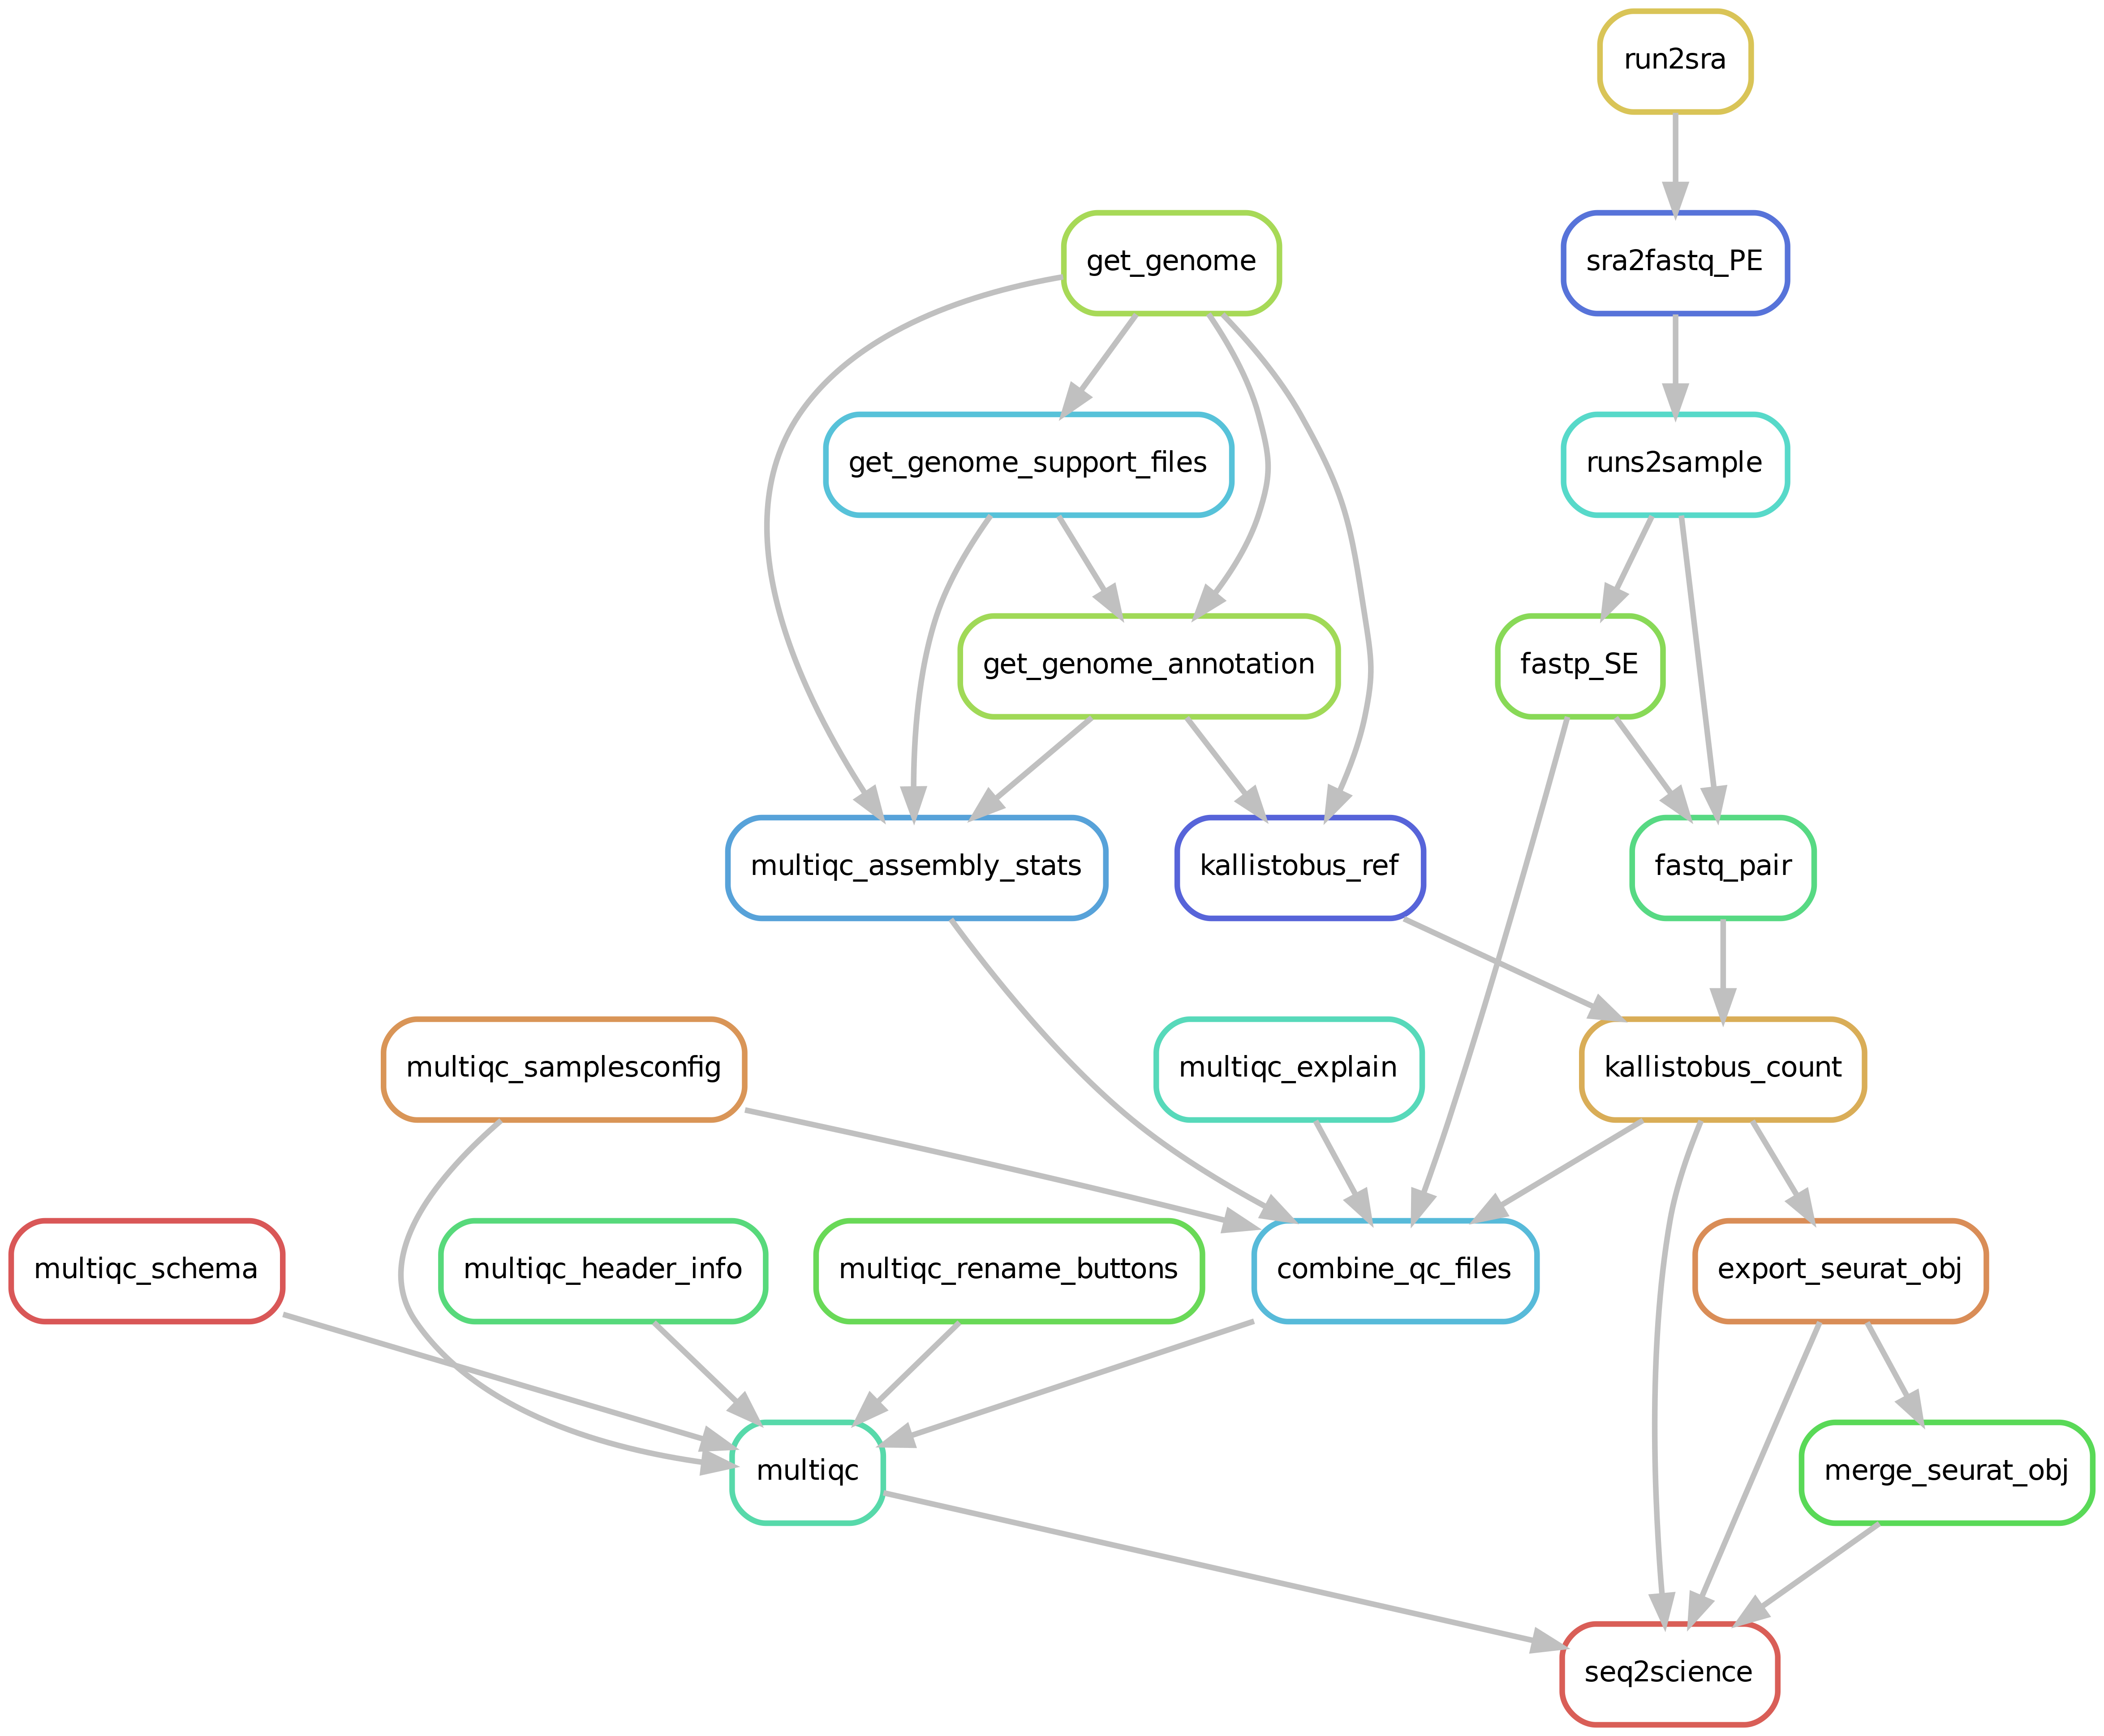 run2sra
get_genome
sra2fastq_PE
get_genome_support_files
runs2sample
get_genome_annotation
fastp_SE
multiqc_assembly_stats
kallistobus_ref
fastq_pair
multiqc_samplesconfig
multiqc_explain
kallistobus_count
multiqc_schema
multiqc_header_info
multiqc_rename_buttons
combine_qc_files
export_seurat_obj
multiqc
merge_seurat_obj
seq2science